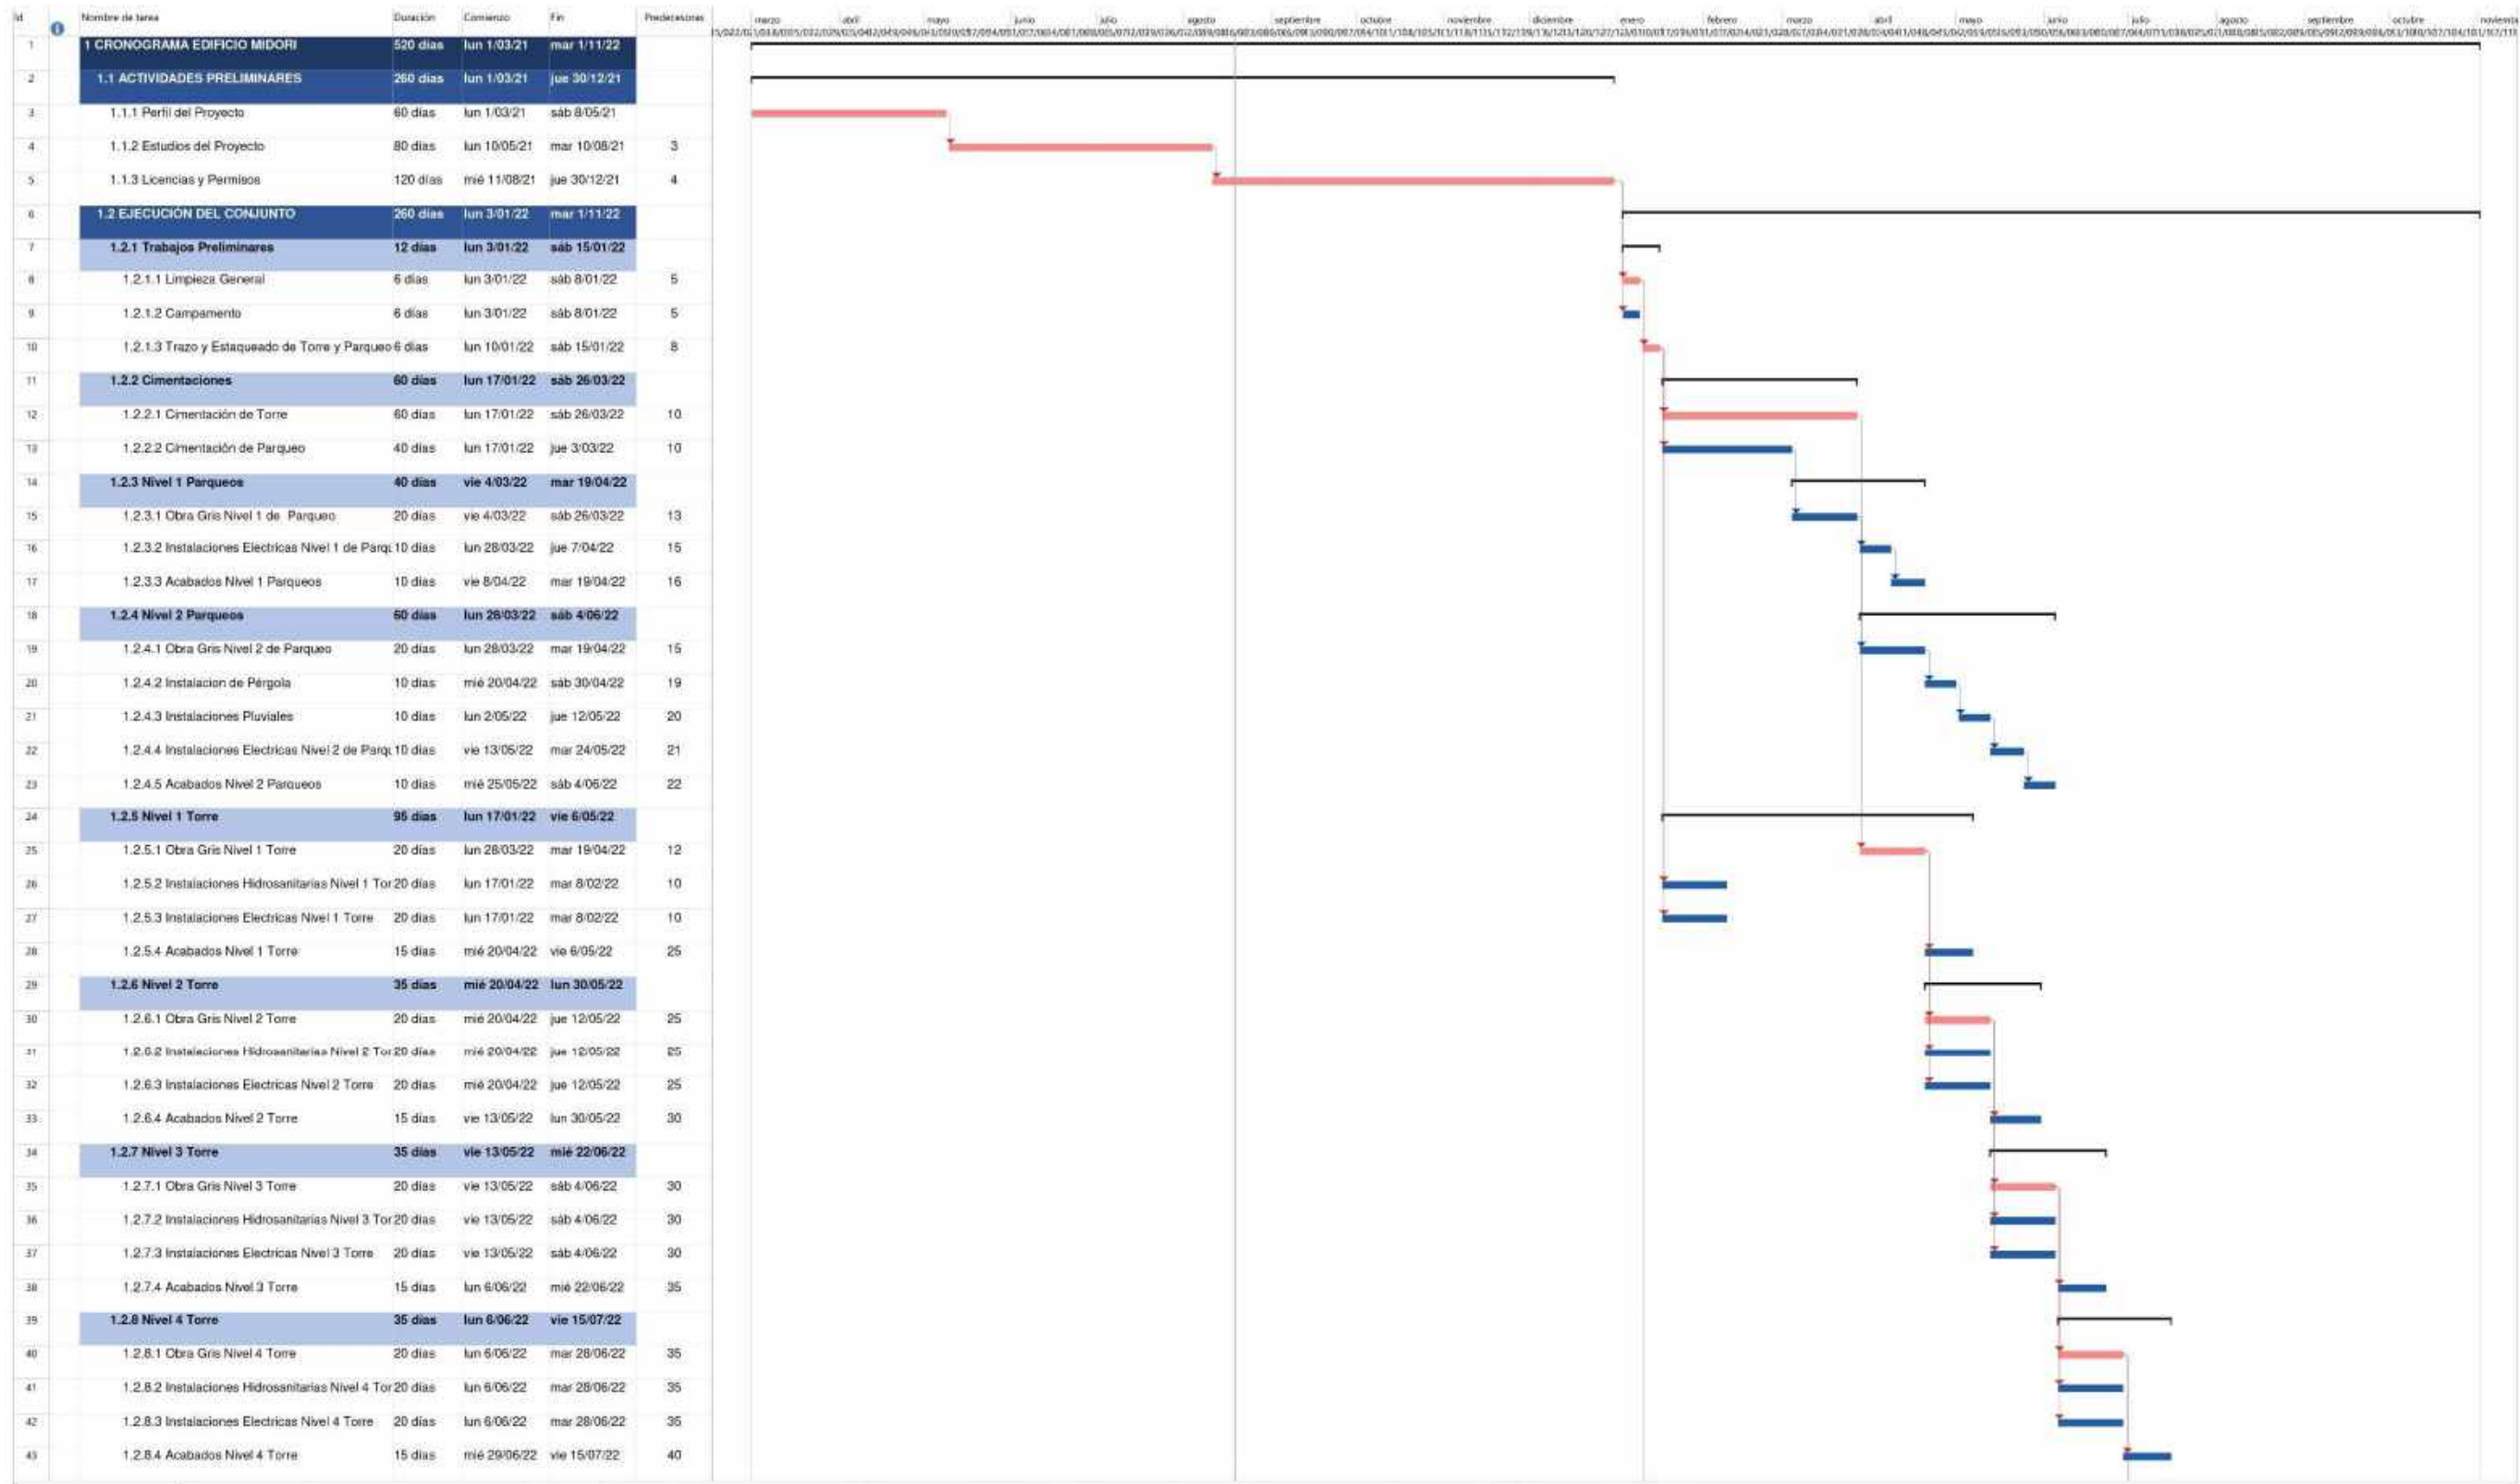 Id Nombre de tarea Duración Comienzo Fin Predecesoras marzo abril mayo junio julio agosto septiembre octubre noviembre diciembre enero febrero marzo abril mayo junio julio agosto septiembre octubre
1 1 CRONOGRAMA EDIFICIO MIDORI 520 días lun 1/03/21 mar 1/11/22
2 1.1 ACTIVIDADES PRELIMINARES 260 días lun 1/03/21 jue 30/12/21
3 1.1.1 Perfil del Proyecto 60 días lun 1/03/21 sáb 8/05/21
4 1.1.2 Estudios del Proyecto 80 días lun 10/05/21 mar 10/08/21 3
5 1.1.3 Licencias y Permisos 120 días mié 11/08/21 jue 30/12/21 4
6 1.2 EJECUCIÓN DEL CONJUNTO 260 días lun 3/01/22 mar 1/11/22
7 1.2.1 Trabajos Preliminares 12 días lun 3/01/22 sáb 15/01/22
8 1.2.1.1 Limpieza General 6 días lun 3/01/22 sáb 8/01/22 5
9 1.2.1.2 Campamento 6 días lun 3/01/22 sáb 8/01/22 5
10 1.2.1.3 Trazo y Estaqueado de Torre y Parqueo 6 días lun 10/01/22 sáb 15/01/22 8
11 1.2.2 Cimentaciones 60 días lun 17/01/22 sáb 26/03/22
12 1.2.2.1 Cimentación de Torre 60 días lun 17/01/22 sáb 26/03/22 10
13 1.2.2.2 Cimentación de Parqueo 40 días lun 17/01/22 jue 3/03/22 10
14 1.2.3 Nivel 1 Parqueos 40 días vie 4/03/22 mar 19/04/22
15 1.2.3.1 Obra Gris Nivel 1 de Parqueo 20 días vie 4/03/22 sáb 26/03/22 13
16 1.2.3.2 Instalaciones Electricas Nivel 1 de Parqu 10 días lun 28/03/22 jue 7/04/22 15
17 1.2.3.3 Acabados Nivel 1 Parqueos 10 días vie 8/04/22 mar 19/04/22 16
18 1.2.4 Nivel 2 Parqueos 60 días lun 28/03/22 sáb 4/06/22
19 1.2.4.1 Obra Gris Nivel 2 de Parqueo 20 días lun 28/03/22 mar 19/04/22 15
20 1.2.4.2 Instalacion de Pérgola 10 días mié 20/04/22 sáb 30/04/22 19
21 1.2.4.3 Instalaciones Pluviales 10 días lun 2/05/22 jue 12/05/22 20
22 1.2.4.4 Instalaciones Electricas Nivel 2 de Parqu 10 días vie 13/05/22 mar 24/05/22 21
23 1.2.4.5 Acabados Nivel 2 Parqueos 10 días mié 25/05/22 sáb 4/06/22 22
24 1.2.5 Nivel 1 Torre 95 días lun 17/01/22 vie 6/05/22
25 1.2.5.1 Obra Gris Nivel 1 Torre 20 días lun 28/03/22 mar 19/04/22 12
26 1.2.5.2 Instalaciones Hidrosanitarias Nivel 1 Tor 20 días lun 17/01/22 mar 8/02/22 10
27 1.2.5.3 Instalaciones Electricas Nivel 1 Torre 20 días lun 17/01/22 mar 8/02/22 10
28 1.2.5.4 Acabados Nivel 1 Torre 15 días mié 20/04/22 vie 6/05/22 25
29 1.2.6 Nivel 2 Torre 35 días mié 20/04/22 lun 30/05/22
30 1.2.6.1 Obra Gris Nivel 2 Torre 20 días mié 20/04/22 jue 12/05/22 25
31 1.2.6.2 Instalaciones Hidrosanitarias Nivel 2 Tor 20 días mié 20/04/22 jue 12/05/22 25
32 1.2.6.3 Instalaciones Electricas Nivel 2 Torre 20 días mié 20/04/22 jue 12/05/22 25
33 1.2.6.4 Acabados Nivel 2 Torre 15 días vie 13/05/22 lun 30/05/22 30
34 1.2.7 Nivel 3 Torre 35 días vie 13/05/22 mié 22/06/22
35 1.2.7.1 Obra Gris Nivel 3 Torre 20 días vie 13/05/22 sáb 4/06/22 30
36 1.2.7.2 Instalaciones Hidrosanitarias Nivel 3 Tor 20 días vie 13/05/22 sáb 4/06/22 30
37 1.2.7.3 Instalaciones Electricas Nivel 3 Torre 20 días vie 13/05/22 sáb 4/06/22 30
38 1.2.7.4 Acabados Nivel 3 Torre 15 días lun 6/06/22 mié 22/06/22 35
39 1.2.8 Nivel 4 Torre 35 días lun 6/06/22 vie 15/07/22
40 1.2.8.1 Obra Gris Nivel 4 Torre 20 días lun 6/06/22 mar 28/06/22 35
41 1.2.8.2 Instalaciones Hidrosanitarias Nivel 4 Tor 20 días lun 6/06/22 mar 28/06/22 35
42 1.2.8.3 Instalaciones Electricas Nivel 4 Torre 20 días lun 6/06/22 mar 28/06/22 35
43 1.2.8.4 Acabados Nivel 4 Torre 15 días mié 29/06/22 vie 15/07/22 40